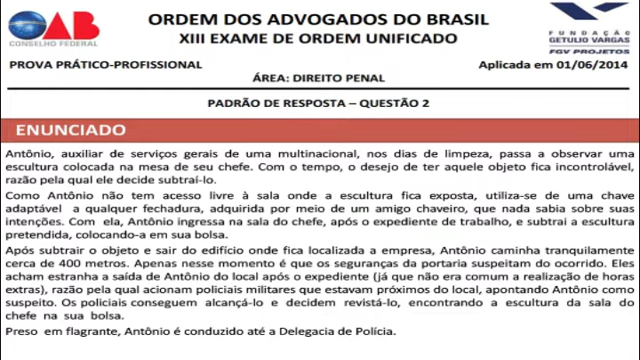 OAB
CONSELHO FEDERAL
ORDEM DOS ADVOGADOS DO BRASIL
XIII EXAME DE ORDEM UNIFICADO
FUNDAÇÃO
GETULIO VARGAS
FGV PROJETOS
PROVA PRÁTICO-PROFISSIONAL
Aplicada em 01/06/2014
ÁREA: DIREITO PENAL
PADRÃO DE RESPOSTA – QUESTÃO 2
ENUNCIADO
Antônio, auxiliar de serviços gerais de uma multinacional, nos dias de limpeza, passa a observar uma
escultura colocada na mesa de seu chefe. Com o tempo, o desejo de ter aquele objeto fica incontrolável,
razão pela qual ele decide subtraí-lo.
Como Antônio não tem acesso livre à sala onde a escultura fica exposta, utiliza-se de uma chave
adaptável a qualquer fechadura, adquirida por meio de um amigo chaveiro, que nada sabia sobre suas
intenções. Com ela, Antônio ingressa na sala do chefe, após o expediente de trabalho, e subtrai a escultura
pretendida, colocando-a em sua bolsa.
Após subtrair o objeto e sair do edifício onde fica localizada a empresa, Antônio caminha tranquilamente
cerca de 400 metros. Apenas nesse momento é que os seguranças da portaria suspeitam do ocorrido. Eles
acham estranha a saída de Antônio do local após o expediente (já que não era comum a realização de horas
extras), razão pela qual acionam policiais militares que estavam próximos do local, apontando Antônio como
suspeito. Os policiais conseguem alcançá-lo e decidem revistá-lo, encontrando a escultura da sala do
chefe na sua bolsa.
Preso em flagrante, Antônio é conduzido até a Delegacia de Polícia.